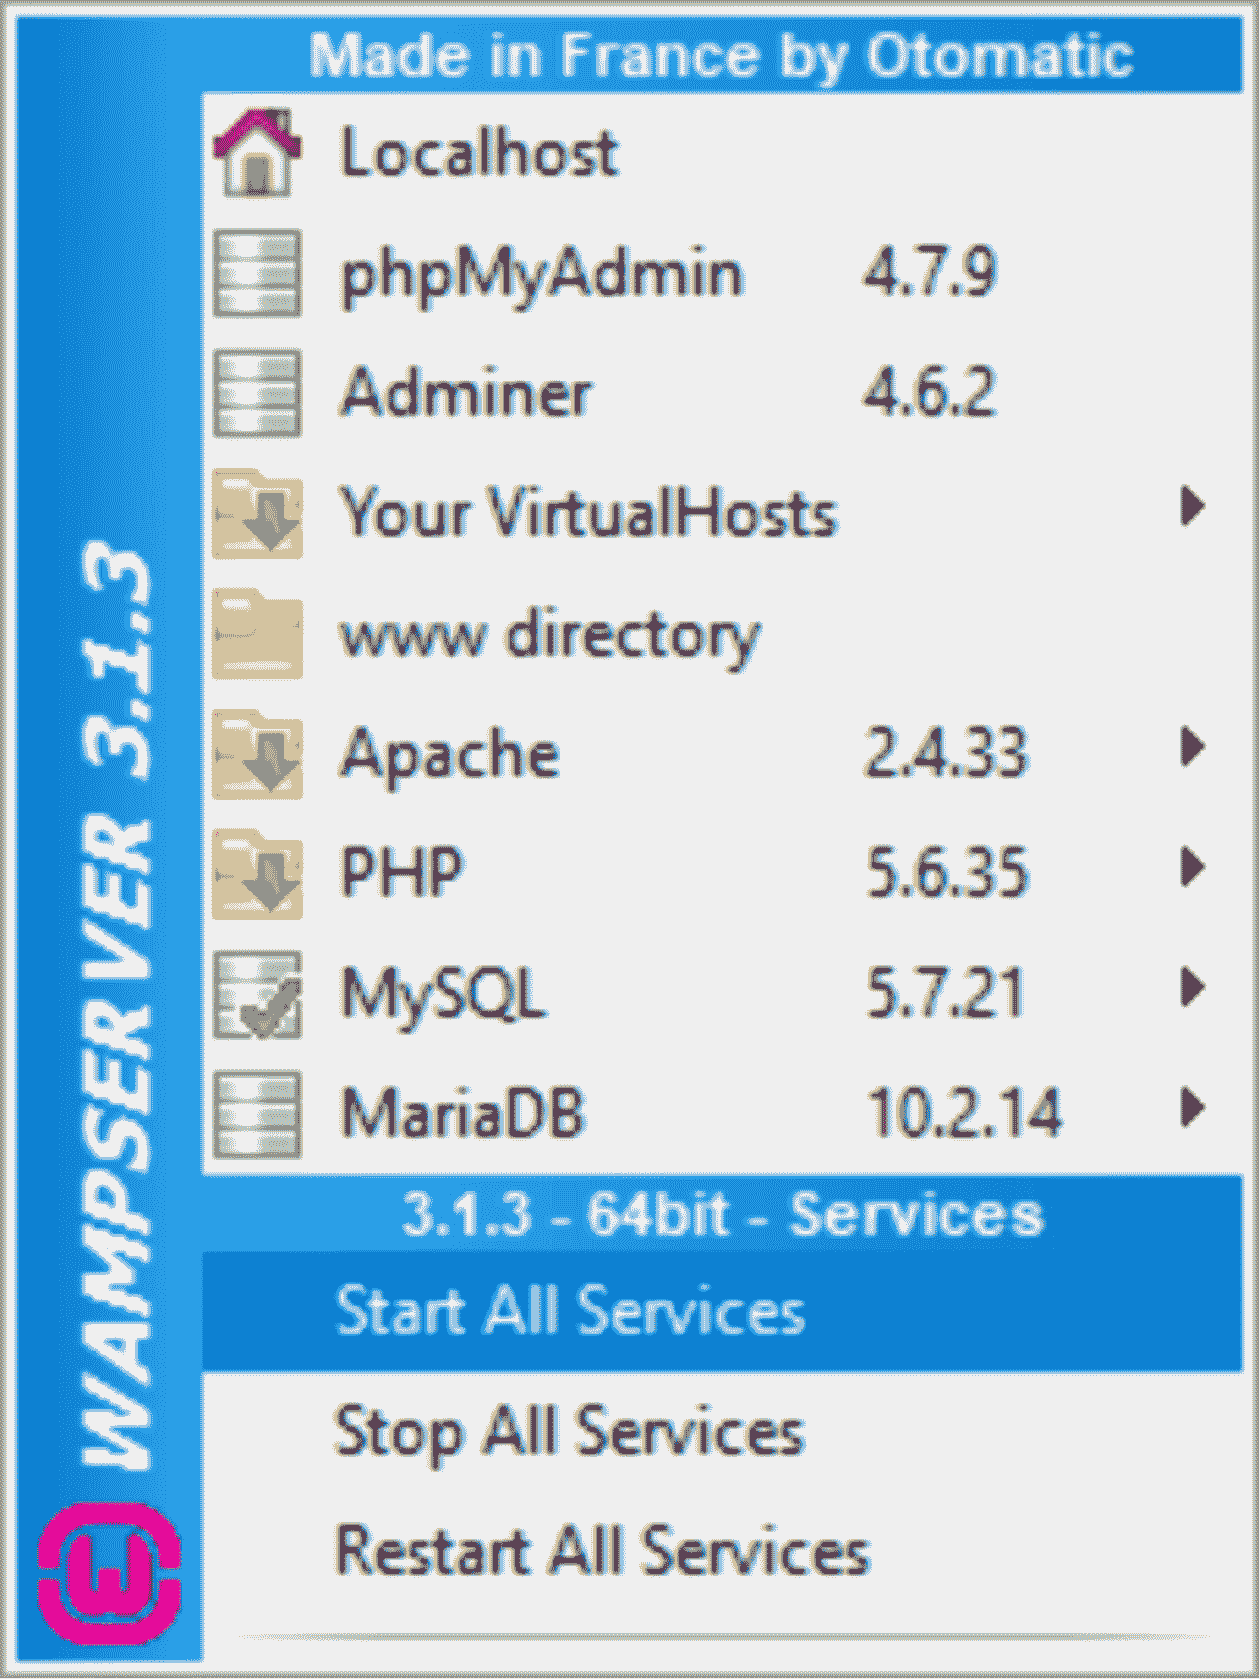 Made in France by Otomatic
Localhost
phpMyAdmin 4.7.9
Adminer 4.6.2
Your VirtualHosts
www directory
Apache 2.4.33
PHP 5.6.35
MySQL 5.7.21
MariaDB 10.2.14
3.1.3 - 64bit - Services
Start All Services
Stop All Services
Restart All Services
WAMPSERVER 3.1.3